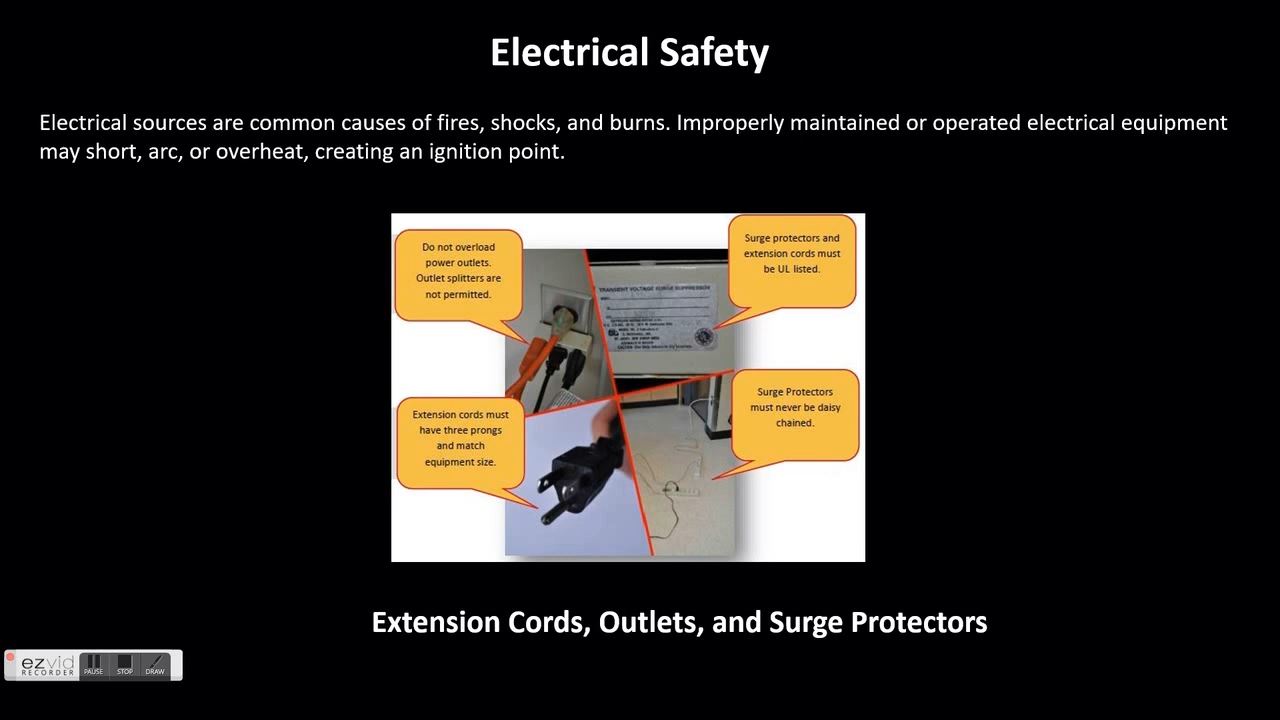 Electrical Safety
Electrical sources are common causes of fires, shocks, and burns. Improperly maintained or operated electrical equipment
may short, arc, or overheat, creating an ignition point.
Do not overload
power outlets.
Outlet splitters are
not permitted.
Surge protectors and
extension cords must
be UL listed.
TRANSIENT VOLTAGE SURGE SUPPRESSOR
Extension cords must
have three prongs
and match
equipment size.
Surge Protectors
must never be daisy
chained.
Extension Cords, Outlets, and Surge Protectors
ezvid
RECORDER
PAUSE
STOP
DRAW